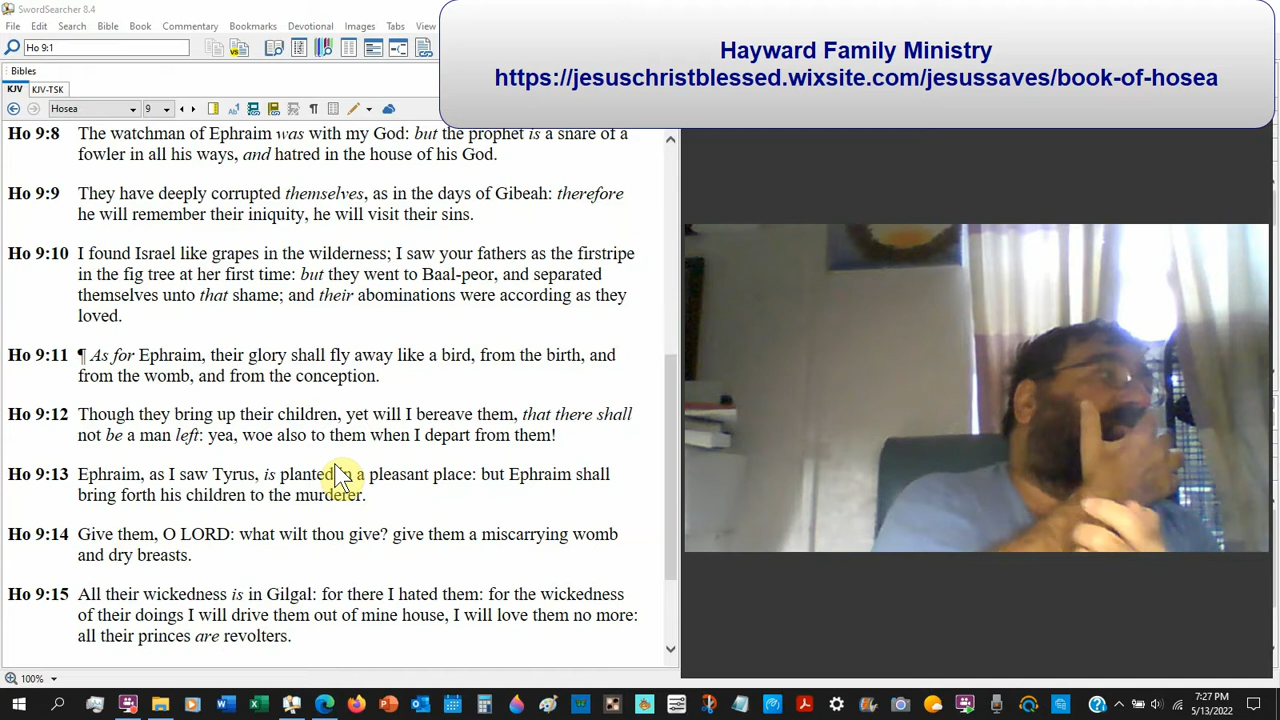 SwordSearcher 8.4
File Edit Search Bible Book Commentary Bookmarks Devotional Images Tabs View
Hayward Family Ministry
https://jesuschristblessed.wixsite.com/jesussaves/book-of-hosea
Ho 9:1
Bibles
KJV KJV-TSK
Hosea 9
Ho 9:8 The watchman of Ephraim was with my God: but the prophet is a snare of a
fowler in all his ways, and hatred in the house of his God.
Ho 9:9 They have deeply corrupted themselves, as in the days of Gibeah: therefore
he will remember their iniquity, he will visit their sins.
Ho 9:10 I found Israel like grapes in the wilderness; I saw your fathers as the firstripe
in the fig tree at her first time: but they went to Baal-peor, and separated
themselves unto that shame; and their abominations were according as they
loved.
Ho 9:11 ¶ As for Ephraim, their glory shall fly away like a bird, from the birth, and
from the womb, and from the conception.
Ho 9:12 Though they bring up their children, yet will I bereave them, that there shall
not be a man left: yea, woe also to them when I depart from them!
Ho 9:13 Ephraim, as I saw Tyrus, is planted in a pleasant place: but Ephraim shall
bring forth his children to the murderer.
Ho 9:14 Give them, O LORD: what wilt thou give? give them a miscarrying womb
and dry breasts.
Ho 9:15 All their wickedness is in Gilgal: for there I hated them: for the wickedness
of their doings I will drive them out of mine house, I will love them no more:
all their princes are revolters.
100%
7:27 PM
5/13/2022